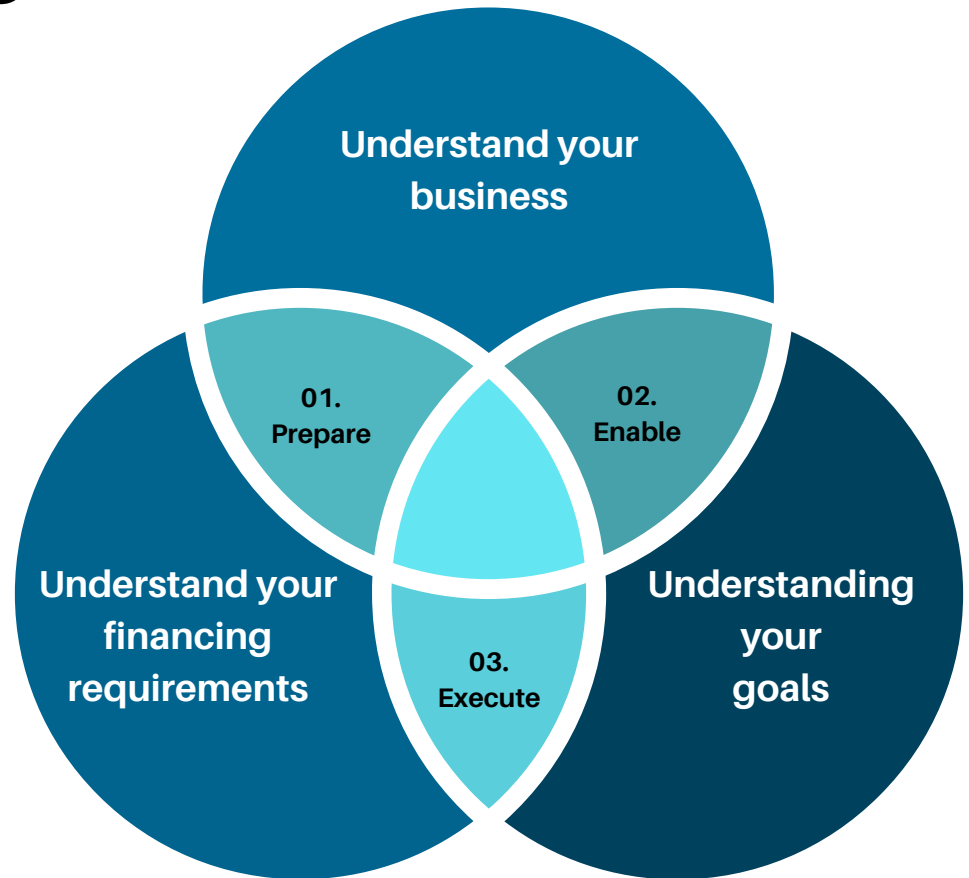 Understand your
business
01.
Prepare
02.
Enable
Understand your
financing
requirements
Understanding
your
goals
03.
Execute